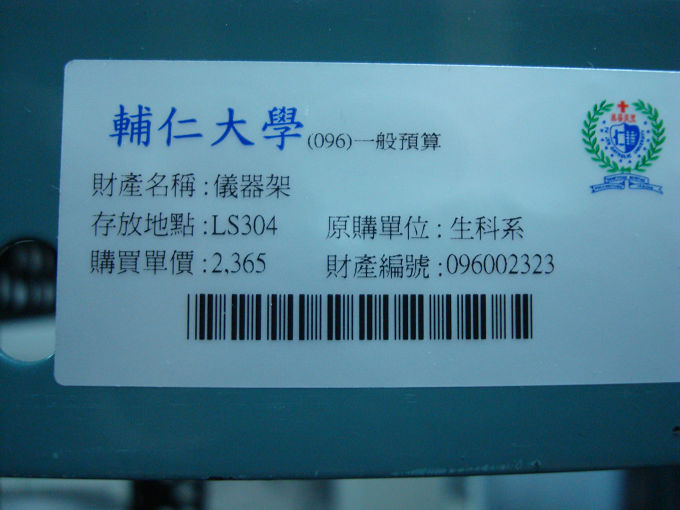 輔仁大學(096)一般預算
財產名稱:儀器架
存放地點:LS304 原購單位:生科系
購買單價:2,365 財產編號:096002323